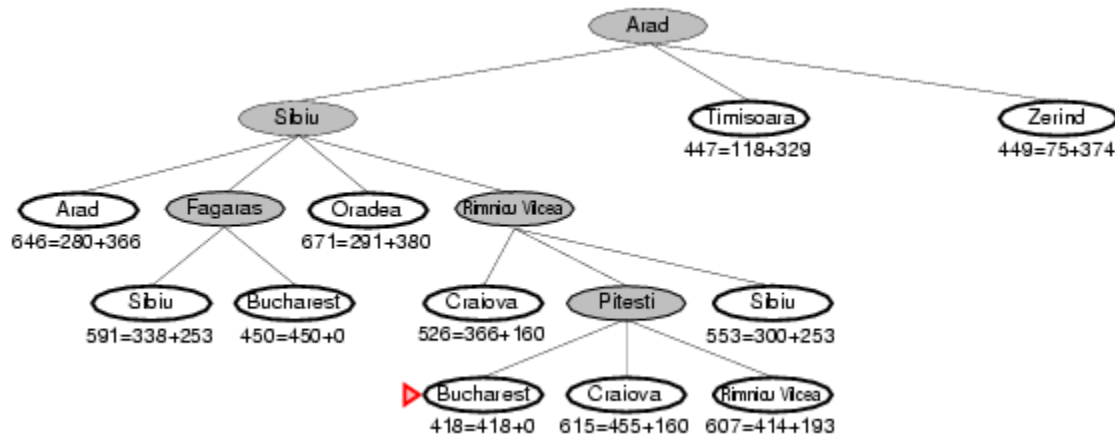 Arad
Sibiu
Timisoara
Zerind
447=118+329
449=75+374
Arad
Fagaras
Oradea
Rimnicu Vilcea
646=280+366
671=291+380
Sibiu
Bucharest
Craiova
Pitesti
Sibiu
591=338+253
450=450+0
526=366+160
553=300+253
Bucharest
Craiova
Rimnicu Vilcea
418=418+0
615=455+160
607=414+193